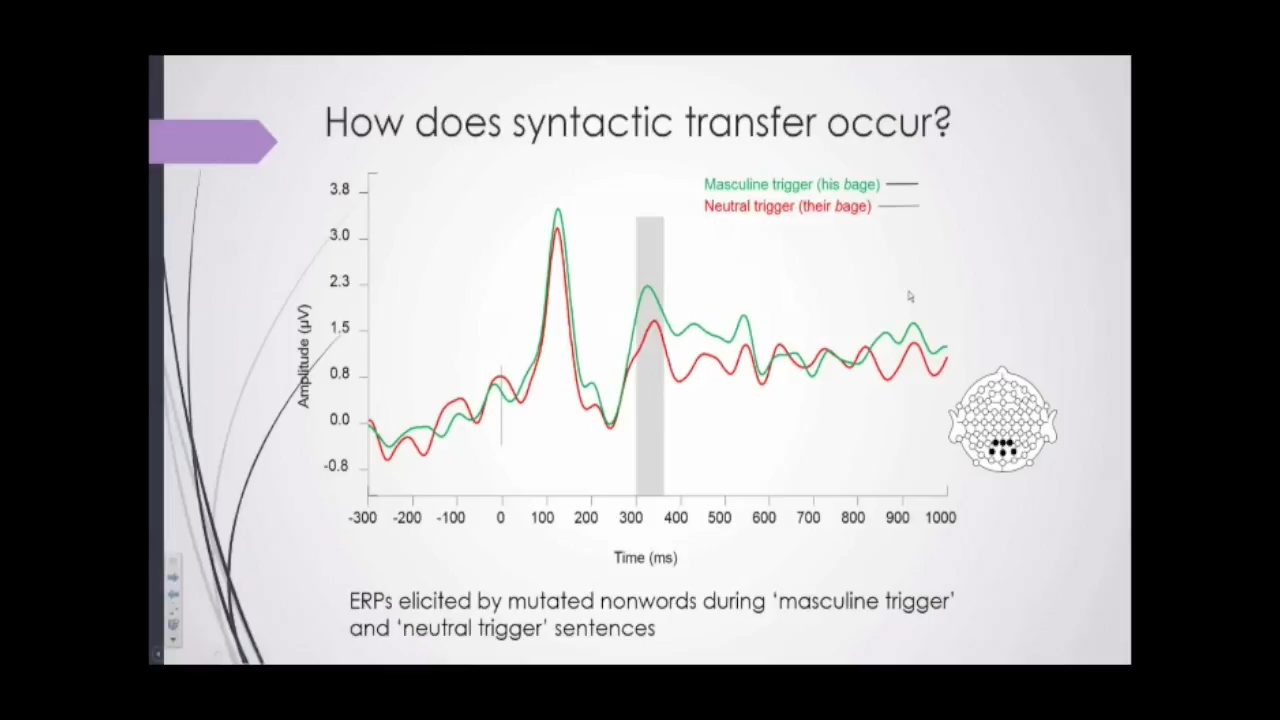 How does syntactic transfer occur?
Masculine trigger (his bage)
Neutral trigger (their bage)
3.8
3.0
2.3
1.5
0.8
0.0
-0.8
Amplitude (µV)
-300 -200 -100 0 100 200 300 400 500 600 700 800 900 1000
Time (ms)
ERPs elicited by mutated nonwords during ‘masculine trigger’
and ‘neutral trigger’ sentences